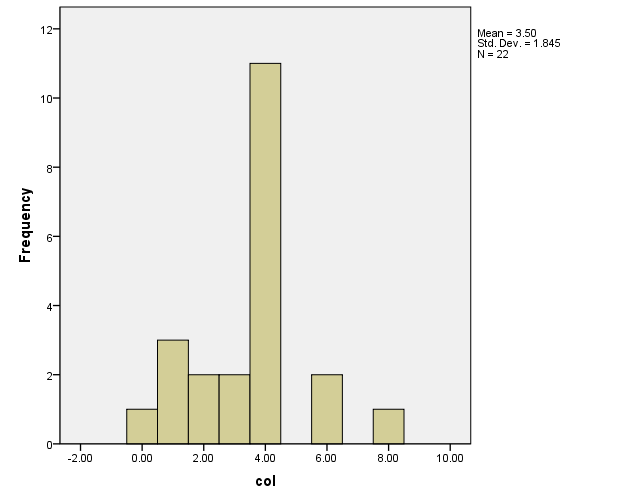 Mean = 3.50
Std. Dev. = 1.845
N = 22
12
10
8
6
4
2
0
Frequency
-2.00 0.00 2.00 4.00 6.00 8.00 10.00
col